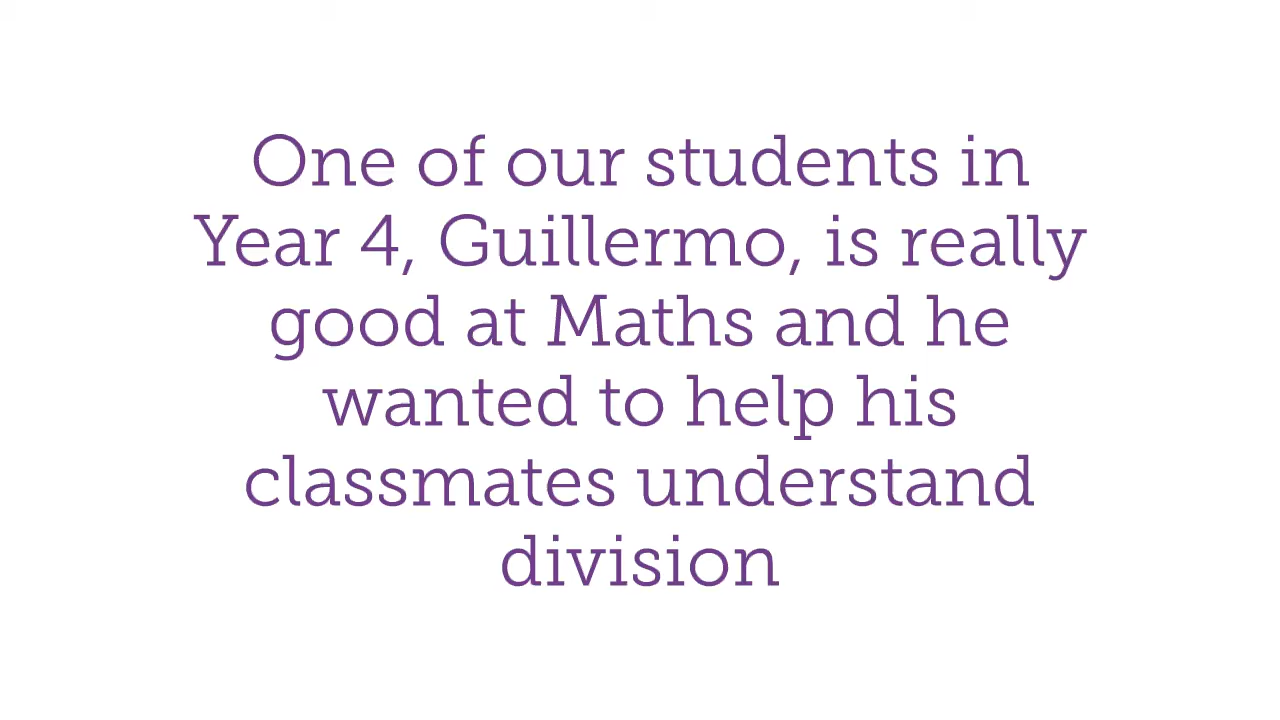 One of our students in
Year 4, Guillermo, is really
good at Maths and he
wanted to help his
classmates understand
division